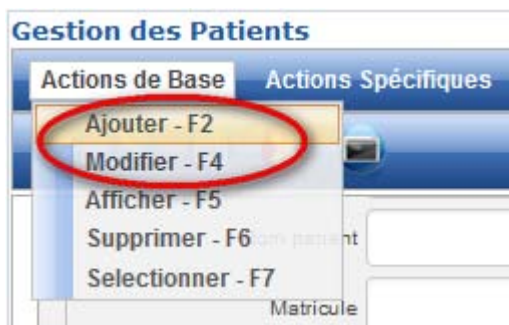 Gestion des Patients
Actions de Base Actions Spécifiques
Ajouter - F2
Modifier - F4
Afficher - F5
Supprimer - F6
Selectionner - F7
Matricule